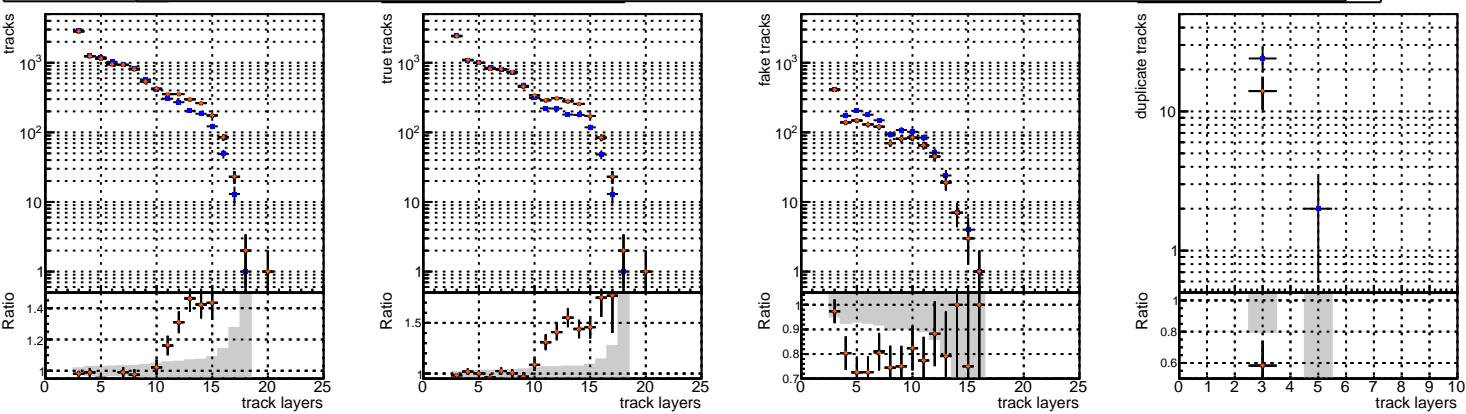 tracks
10³
10²
10
1
Ratio
1.4
1.2
1
0 5 10 15 20 25
track layers
true tracks
10³
10²
10
1
Ratio
1.5
1
0 5 10 15 20 25
track layers
fake tracks
10³
10²
10
1
Ratio
1
0.9
0.8
0.7
0 5 10 15 20 25
track layers
duplicate tracks
10
1
Ratio
1
0.8
0.6
0 1 2 3 4 5 6 7 8 9 10
track layers